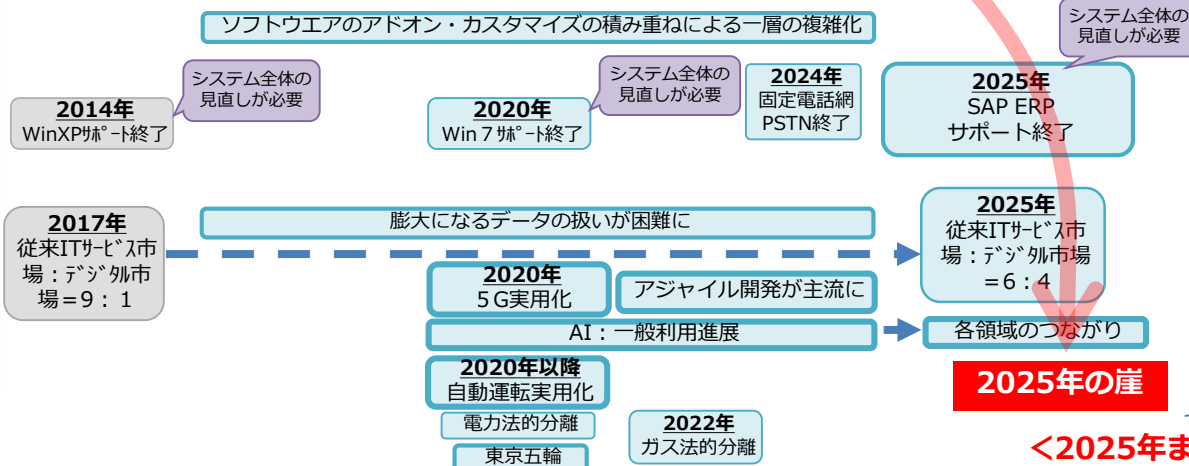 ソフトウエアのアドオン・カスタマイズの積み重ねによる一層の複雑化
システム全体の
見直しが必要
2014年
WinXPｻﾎﾟｰﾄ終了
システム全体の
見直しが必要
2020年
Win７ｻﾎﾟｰﾄ終了
システム全体の
見直しが必要
2024年
固定電話網
PSTN終了
2025年
SAP ERP
サポート終了
2017年
従来ITｻｰﾋﾞｽ市
場：ﾃﾞｼﾞﾀﾙ市
場＝9：1
膨大になるデータの扱いが困難に
2025年
従来ITｻｰﾋﾞｽ市
場：ﾃﾞｼﾞﾀﾙ市場
＝6：4
2020年
５G実用化
アジャイル開発が主流に
AI：一般利用進展
各領域のつながり
2020年以降
自動運転実用化
2025年の崖
電力法的分離
2022年
ガス法的分離
東京五輪
＜2025年ま